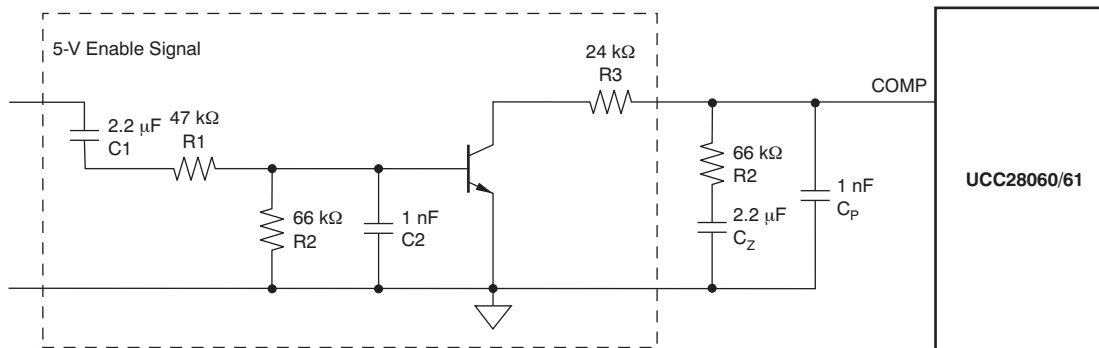 5-V Enable Signal
24 kΩ
R3
COMP
2.2 μF
C1
47 kΩ
R1
66 kΩ
R2
1 nF
C2
66 kΩ
R2
2.2 μF
CZ
1 nF
CP
UCC28060/61